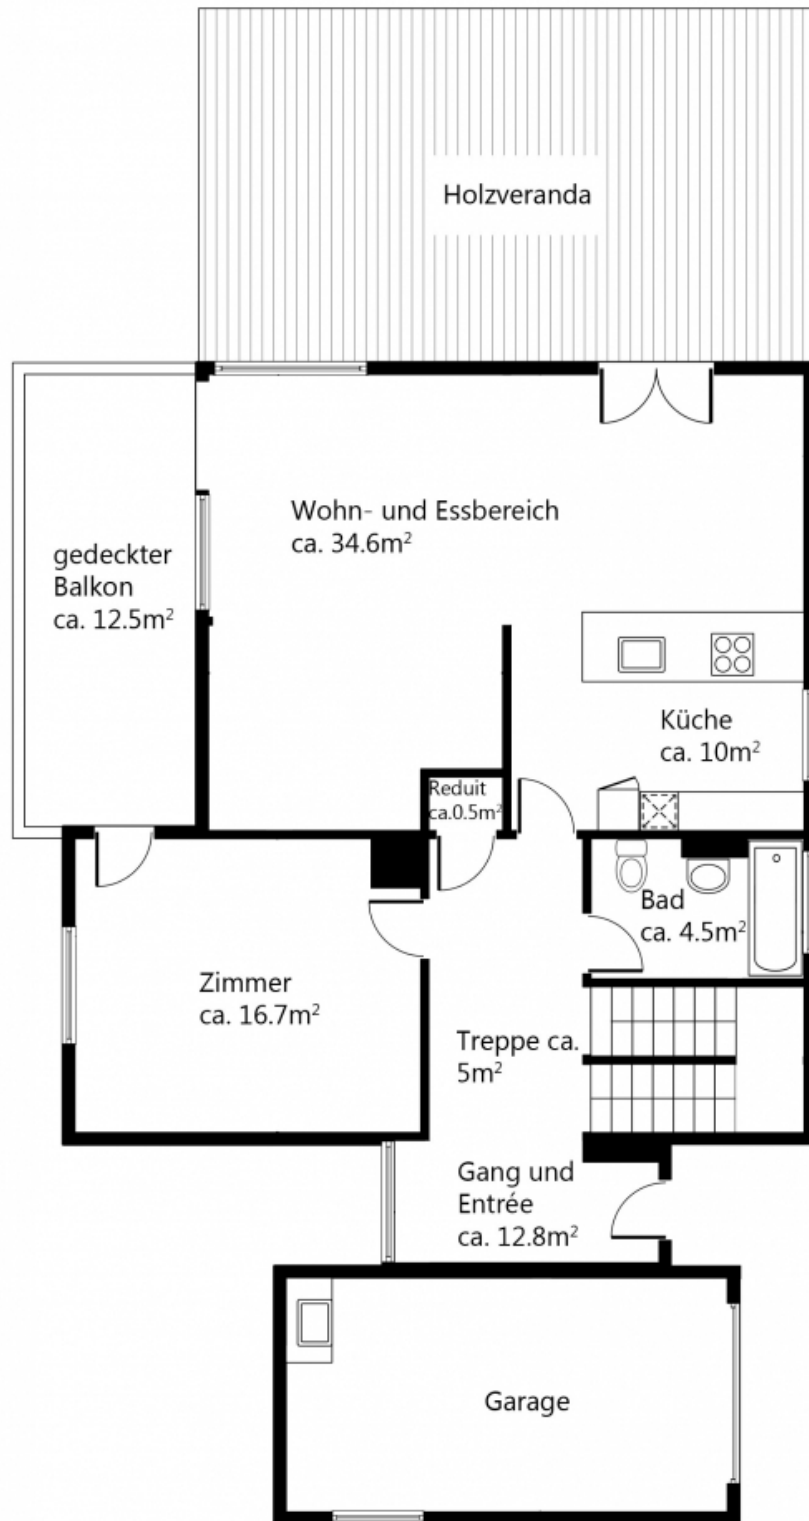 Holzveranda
Wohn- und Essbereich
ca. 34.6m²
gedeckter
Balkon
ca. 12.5m²
Küche
ca. 10m²
Reduit
ca.0.5m²
Bad
ca. 4.5m²
Zimmer
ca. 16.7m²
Treppe ca.
5m²
Gang und
Entrée
ca. 12.8m²
Garage